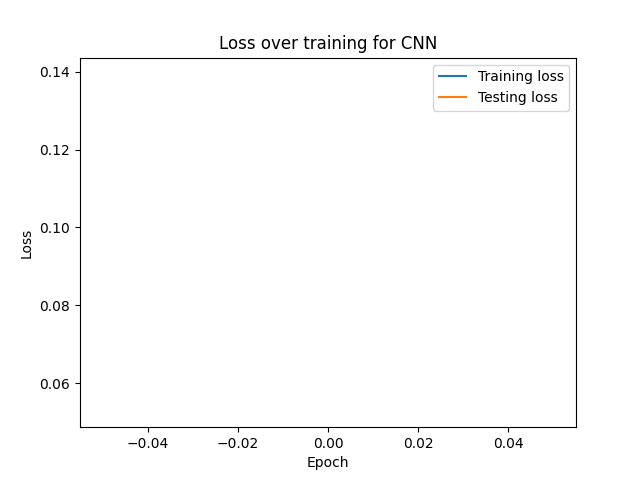 Loss over training for CNN
Training loss
Testing loss
0.14
0.12
0.10
0.08
0.06
Loss
−0.04
−0.02
0.00
0.02
0.04
Epoch